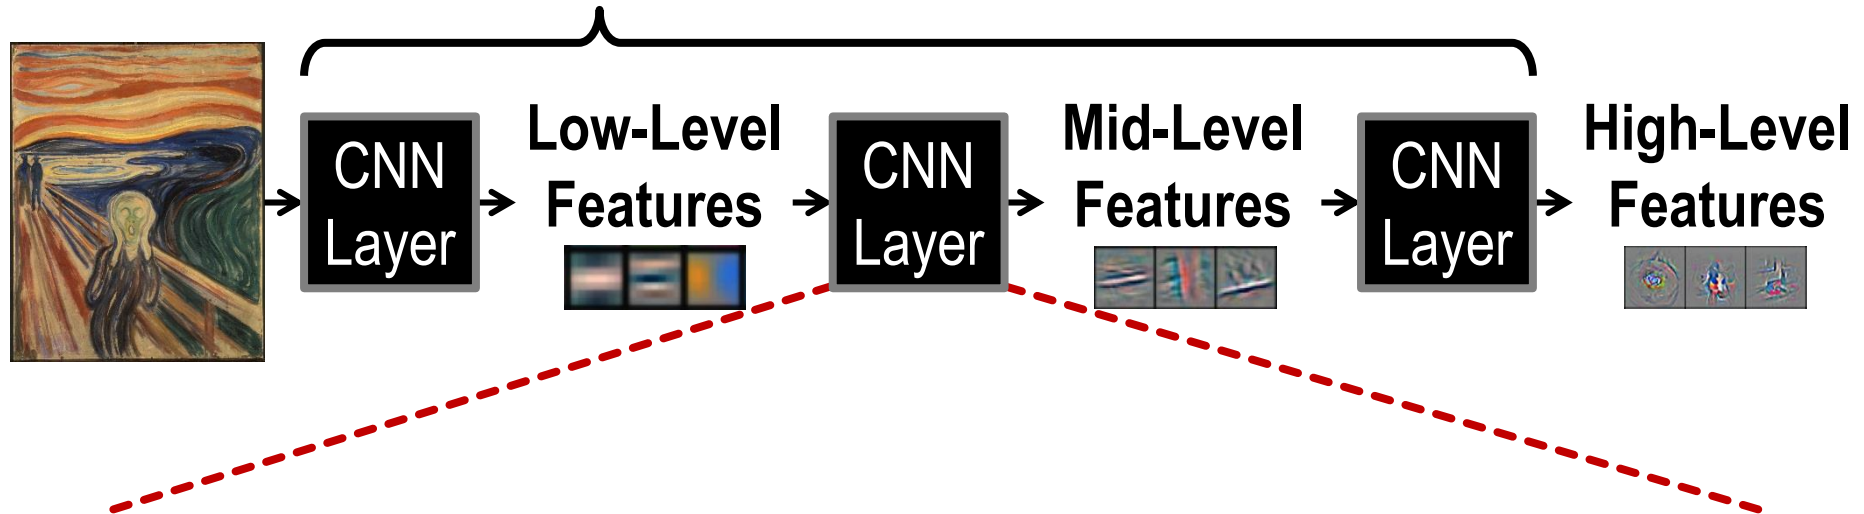 CNN
Layer
Low-Level
Features
CNN
Layer
Mid-Level
Features
CNN
Layer
High-Level
Features